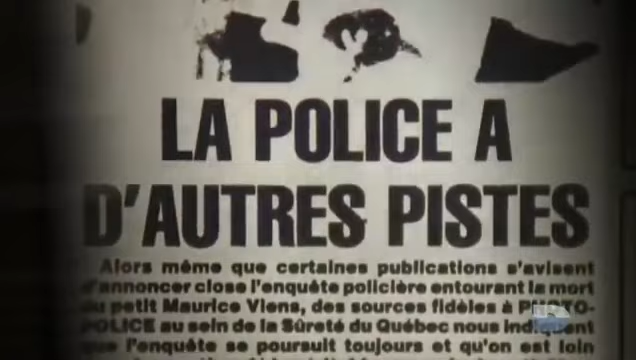 LA POLICE A
D'AUTRES PISTES
Alors même que certaines publications s'avisent
d'annoncer close l'enquête policière entourant la mort
du petit Maurice Viens, des sources fidèles à PHOTO-
POLICE au sein de la Sûreté du Québec nous indiquent
que l'enquête se poursuit toujours et qu'on est loin